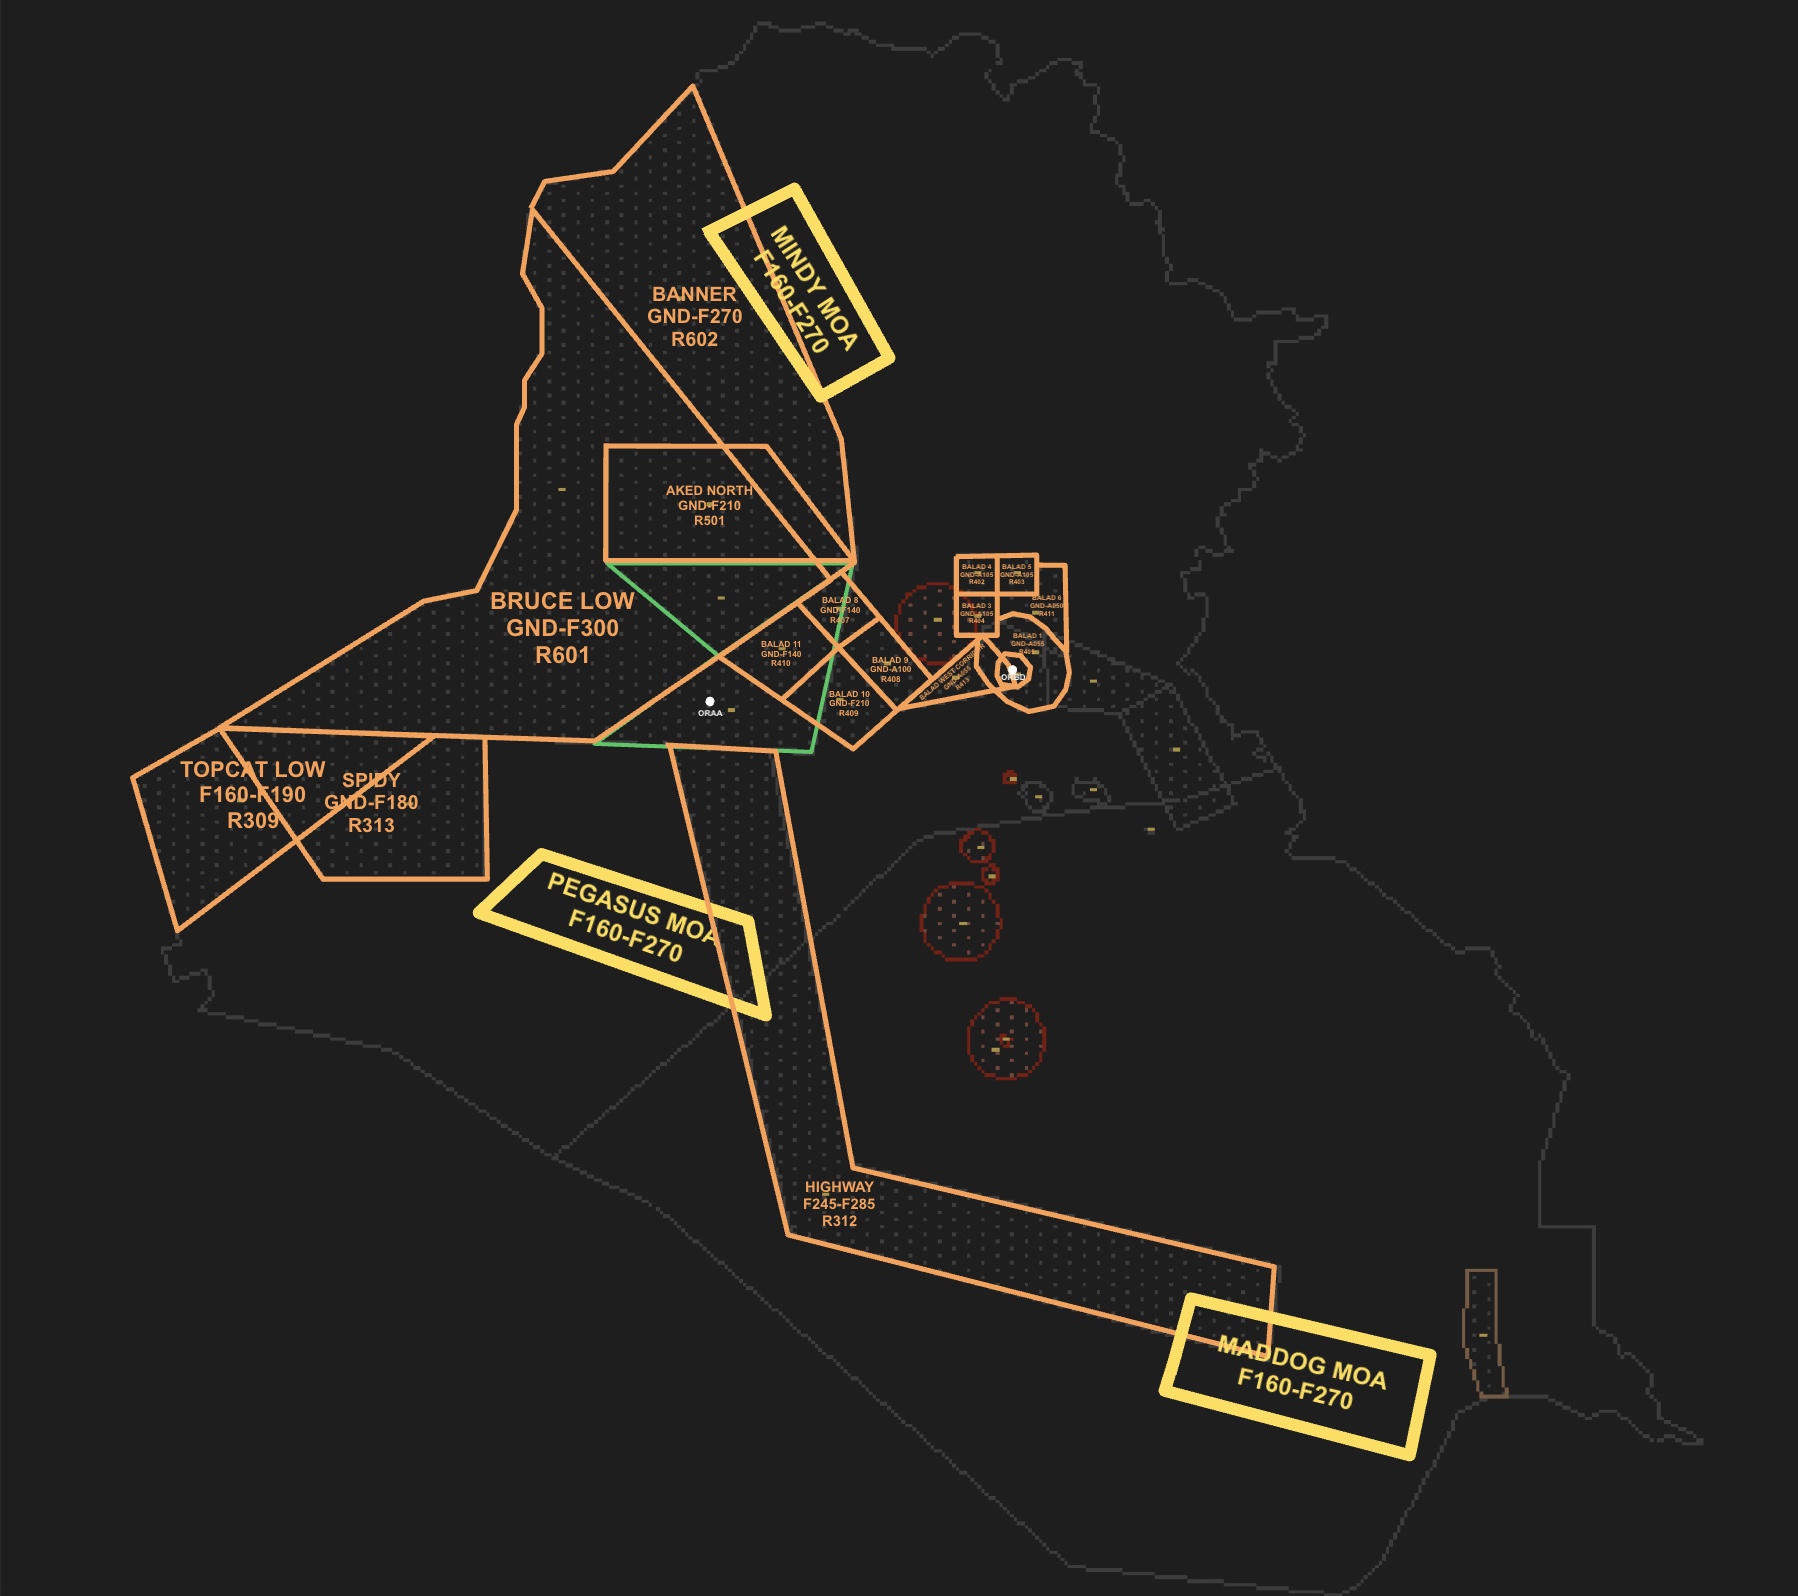 MINDY MOA
F160-F270
BANNER
GND-F270
R602
AKED NORTH
GND-F210
R501
BRUCE LOW
GND-F300
R601
BALAD 4
GND-A105
R402
BALAD 5
GND-A105
R403
BALAD 3
GND-A105
R404
BALAD 6
GND-A050
R411
BALAD 8
GND-F140
R407
BALAD 11
GND-F140
R410
BALAD 9
GND-A100
R408
BALAD 10
GND-F210
R409
BALAD 1
GND-A055
BALAD WEST CORRIDOR
R413
ORBD
ORAA
TOPCAT LOW
F160-F190
R309
SPIDY
GND-F180
R313
PEGASUS MOA
F160-F270
HIGHWAY
F245-F285
R312
MADDOG MOA
F160-F270